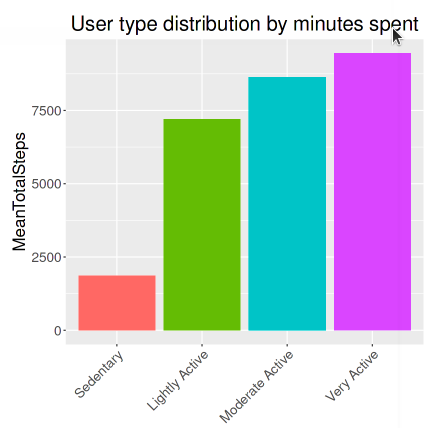 User type distribution by minutes spent
MeanTotalSteps
7500
5000
2500
0
Sedentary
Lightly Active
Moderate Active
Very Active